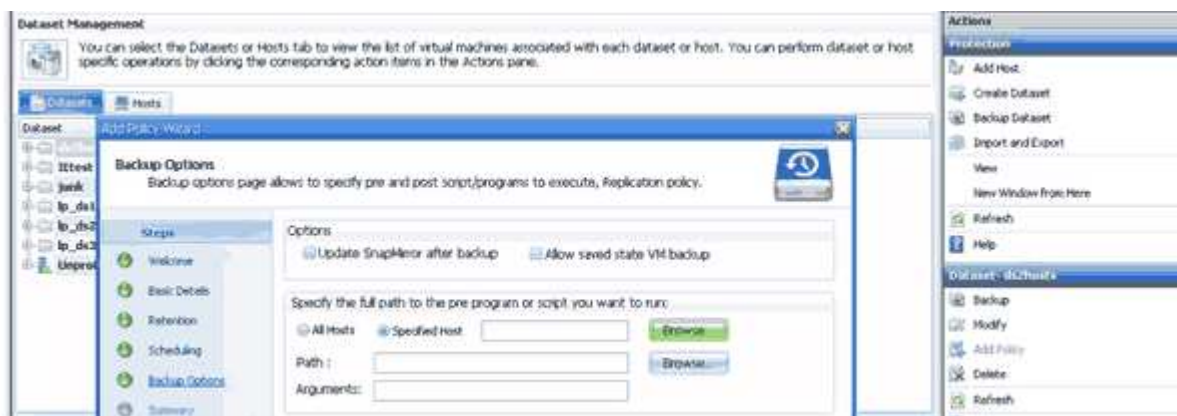 Dataset Management
You can select the Datasets or Hosts tab to view the list of virtual machines associated with each dataset or host. You can perform dataset or host
specific operations by clicking the corresponding action items in the Actions pane.
Datasets
Hosts
Dataset
Ittest
junk
lp_ds1
lp_ds2
lp_ds3
Unprot
Add Policy Wizard
Backup Options
Backup options page allows to specify pre and post script/programs to execute, Replication policy.
Steps
Welcome
Basic Details
Retention
Scheduling
Backup Options
Summary
Options
Update SnapMirror after backup
Allow saved state VM backup
Specify the full path to the pre program or script you want to run:
All Hosts
Specified Host
Browse
Path :
Browse...
Arguments:
Actions
Protection
Add Host
Create Dataset
Backup Dataset
Import and Export
View
New Window from Here
Refresh
Help
Dataset- ds2hosts
Backup
Modify
Add Policy
Delete
Refresh